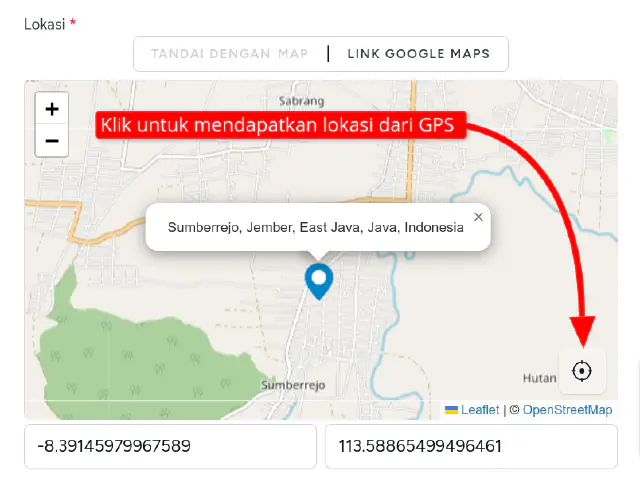 Lokasi *
TANDAI DENGAN MAP | LINK GOOGLE MAPS
+
Sabrang
Klik untuk mendapatkan lokasi dari GPS
−
Sumberrejo, Jember, East Java, Java, Indonesia ×
Hutan
Sumberrejo
Leaflet | © OpenStreetMap
-8.39145979967589
113.58865499496461